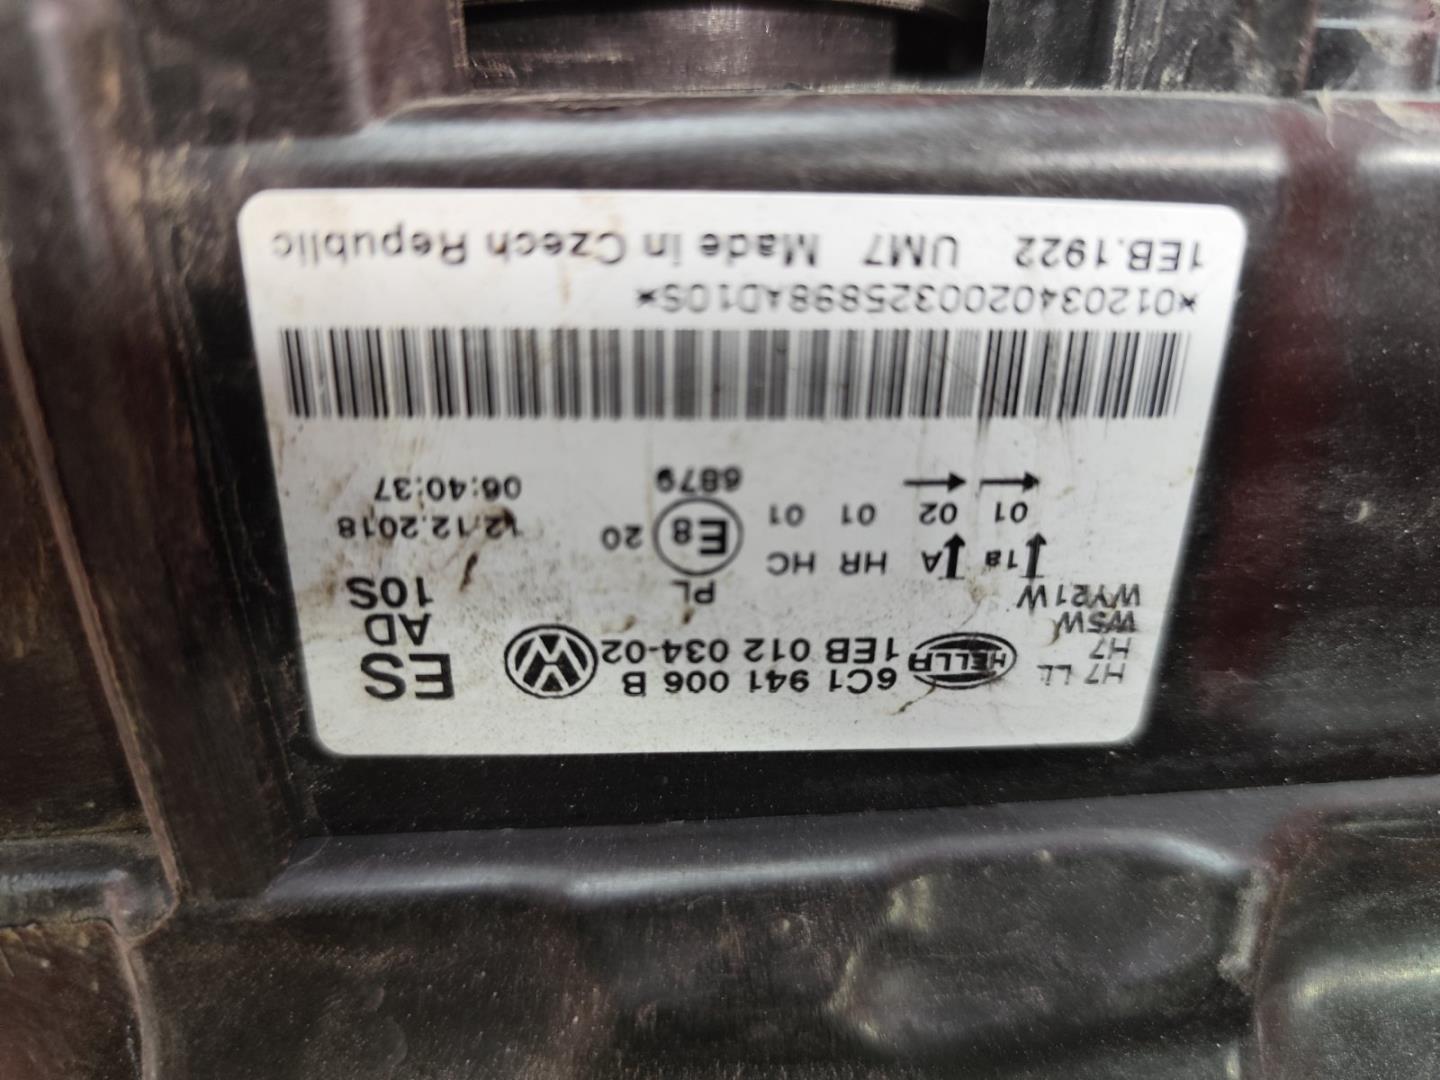 H7 LL
H7
W5W
WY21W
HELLA
6C1 941 006 B
1EB 012 034-02
ES
AD
10S
1a A HR HC PL
01 02 01 01 E8 20
6879
12.12.2018
06:40:37
*0120340200325898AD10S*
1EB.1922 UM7 Made in Czech Republic